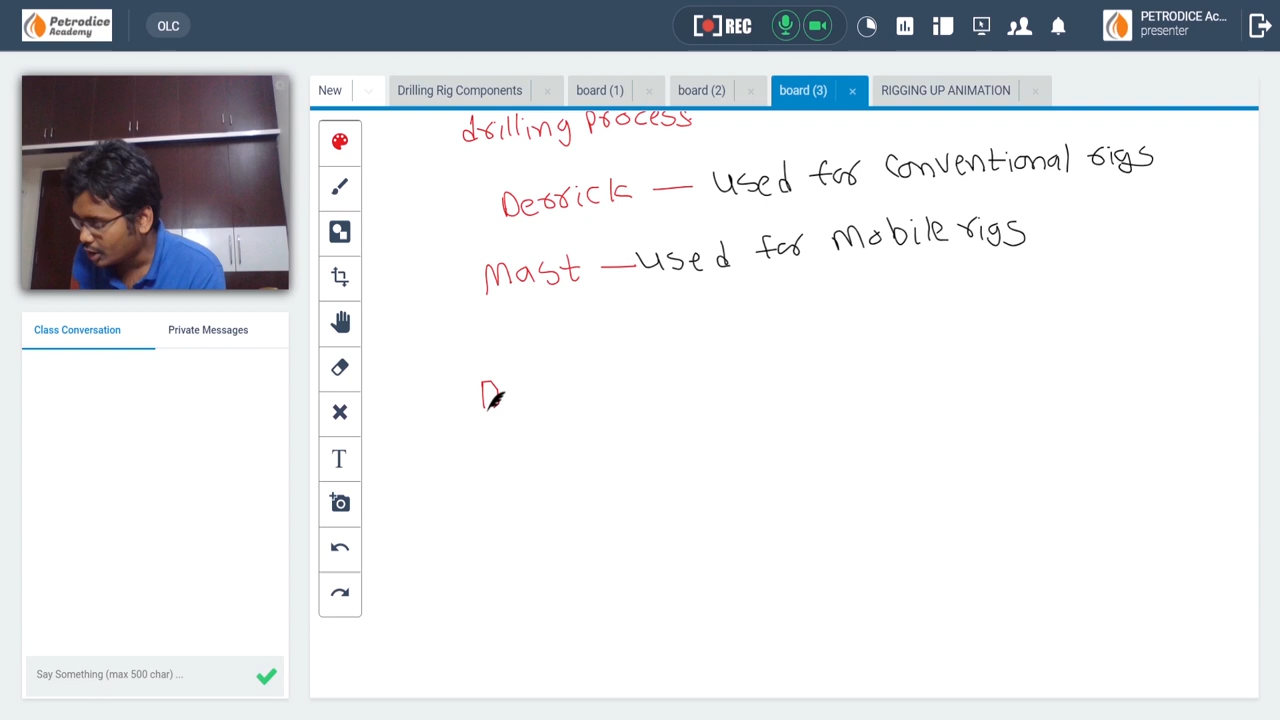 Petrodice
Academy
OLC
REC
PETRODICE Ac...
presenter
New
Drilling Rig Components
board (1)
board (2)
board (3)
RIGGING UP ANIMATION
drilling process
Derrick — used for conventional rigs
Mast — used for Mobile rigs
D
T
Class Conversation
Private Messages
Say Something (max 500 char) ...